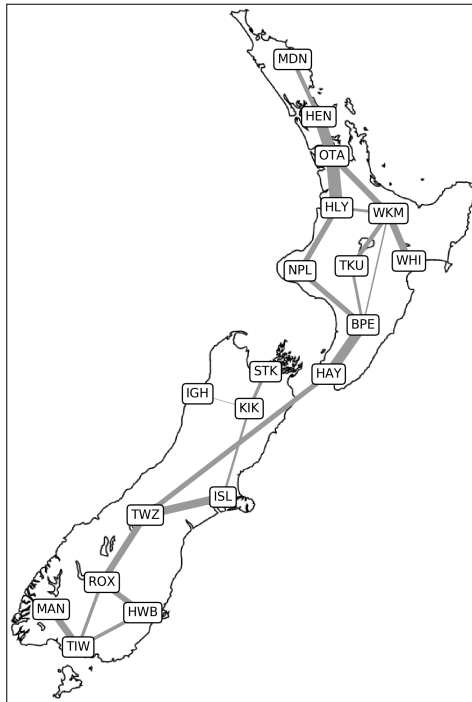 MDN
HEN
OTA
HLY
WKM
WHI
TKU
NPL
BPE
HAY
STK
IGH
KIK
ISL
TWZ
ROX
MAN
HWB
TIW